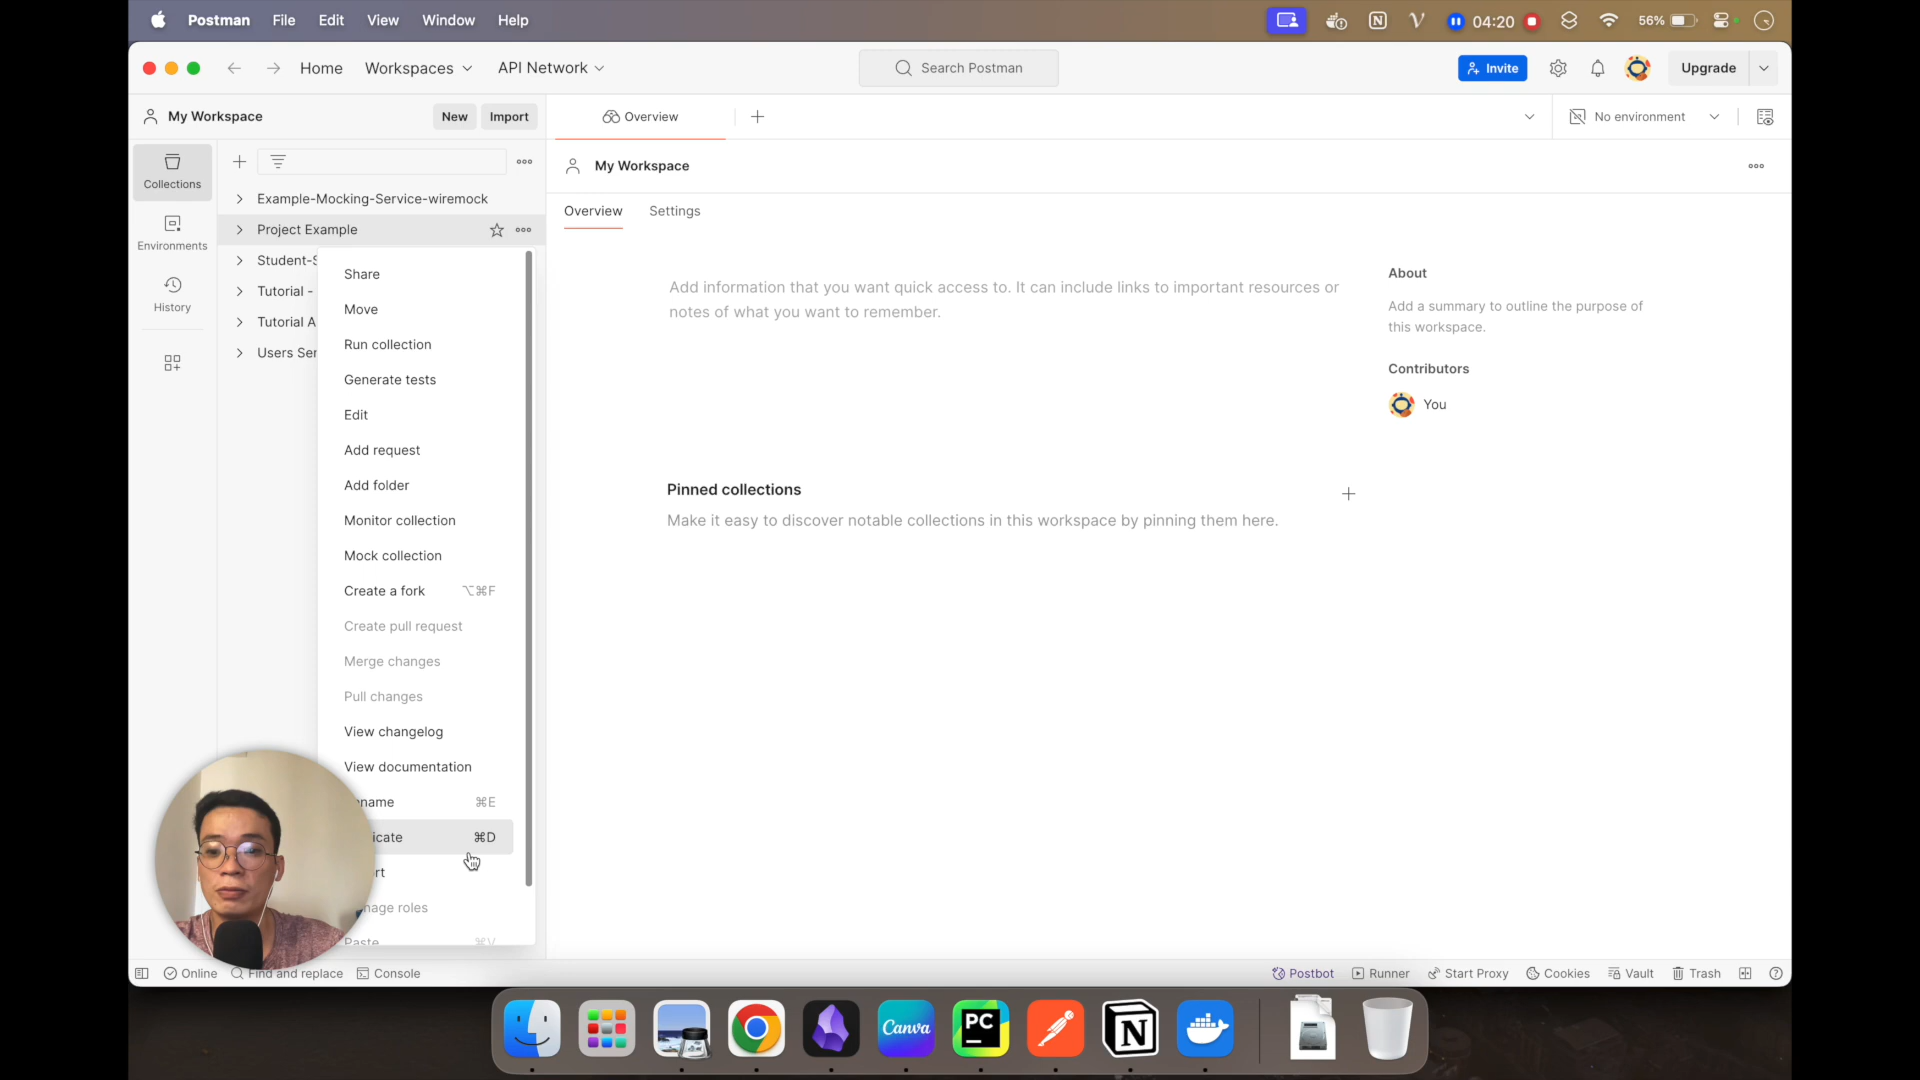 Postman File Edit View Window Help
04:20
56%
Home Workspaces API Network
Search Postman
Invite
Upgrade
My Workspace
New
Import
Overview
No environment
Collections
Environments
History
Example-Mocking-Service-wiremock
Project Example
Student-S
Tutorial -
Tutorial A
Users Ser
Share
Move
Run collection
Generate tests
Edit
Add request
Add folder
Monitor collection
Mock collection
Create a fork ⌥⌘F
Create pull request
Merge changes
Pull changes
View changelog
View documentation
name ⌘E
icate ⌘D
rt
nage roles
Paste ⌘V
My Workspace
Overview Settings
Add information that you want quick access to. It can include links to important resources or
notes of what you want to remember.
Pinned collections
Make it easy to discover notable collections in this workspace by pinning them here.
About
Add a summary to outline the purpose of
this workspace.
Contributors
You
Online Find and replace Console
Postbot Runner Start Proxy Cookies Vault Trash
Canva
PC